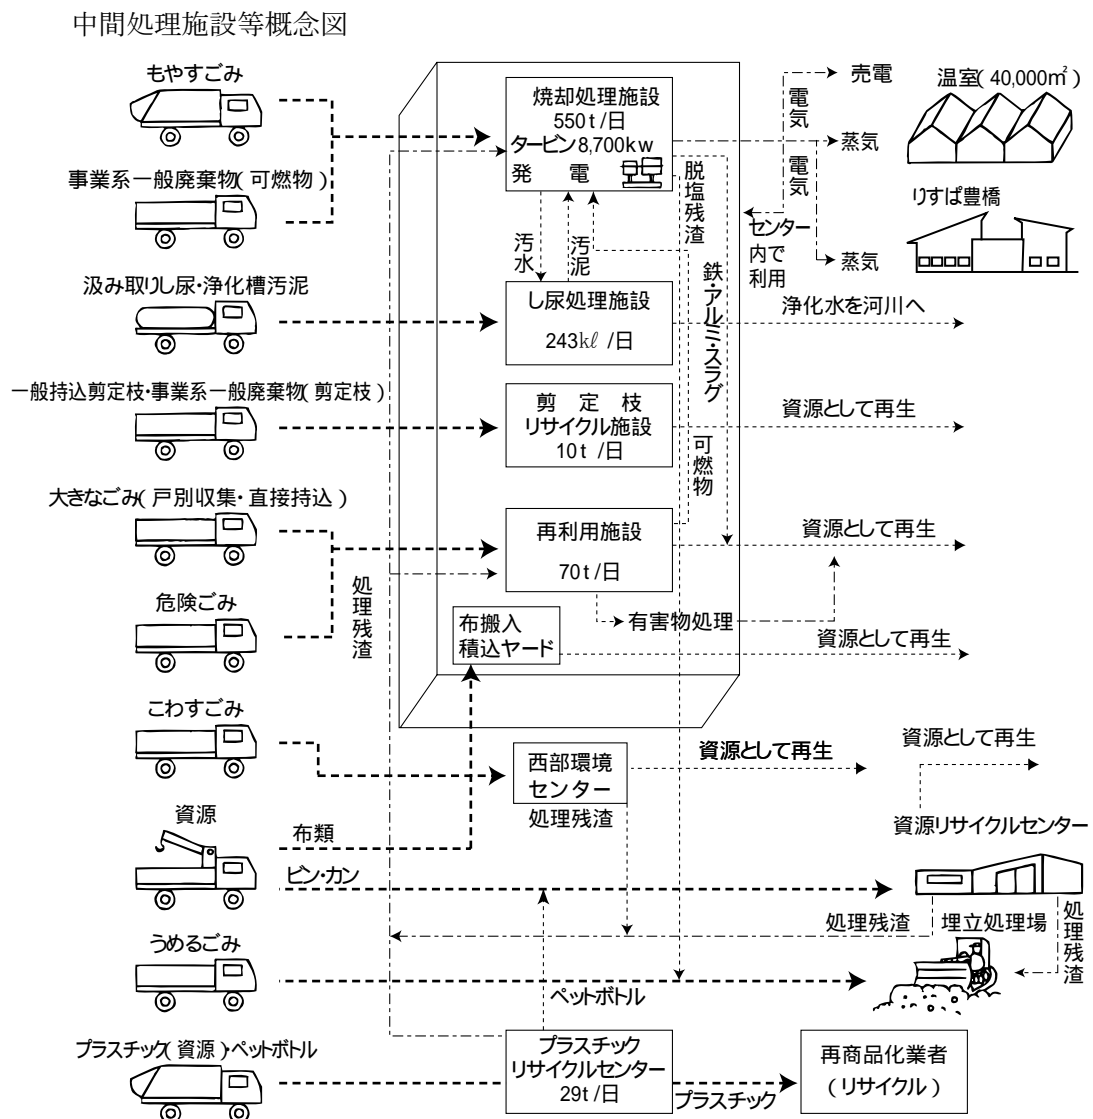 中間処理施設等概念図
もやすごみ
事業系一般廃棄物(可燃物)
汲み取りし尿・浄化槽汚泥
一般持込剪定枝・事業系一般廃棄物(剪定枝)
大きなごみ(戸別収集・直接持込)
危険ごみ
こわすごみ
資源
うめるごみ
プラスチック(資源)・ペットボトル
処理残渣
布類
ビン・カン
焼却処理施設
550t/日
タービン8,700kw
発電
汚水
汚泥
し尿処理施設
243kℓ/日
剪定枝
リサイクル施設
10t/日
再利用施設
70t/日
布搬入
積込ヤード
有害物処理
脱塩残渣
鉄・アルミ・スラグ
可燃物
センター
内で
利用
電気
電気
売電
蒸気
蒸気
温室(40,000㎡)
りすぱ豊橋
浄化水を河川へ
資源として再生
資源として再生
資源として再生
西部環境
センター
処理残渣
資源として再生
資源として再生
資源リサイクルセンター
処理残渣
埋立処理場
処理残渣
ペットボトル
プラスチック
リサイクルセンター
29t/日
プラスチック
再商品化業者
(リサイクル)